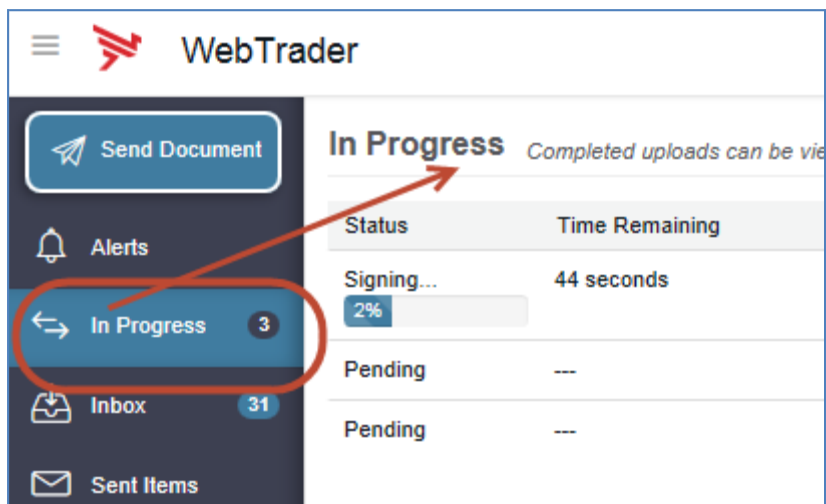 WebTrader
Send Document
Alerts
In Progress 3
Inbox 31
Sent Items
In Progress Completed uploads can be vie
Status Time Remaining
Signing... 44 seconds
2%
Pending ---
Pending ---